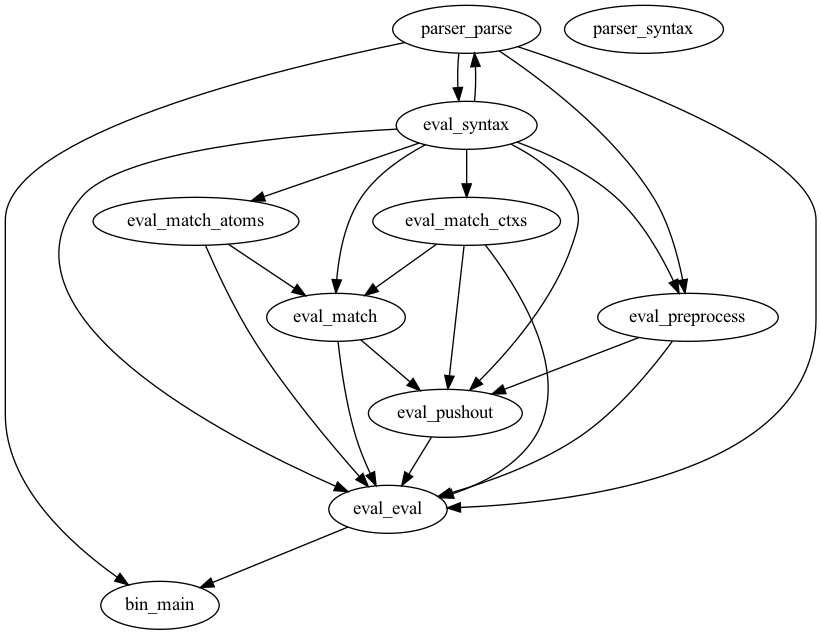 parser_parse
parser_syntax
eval_syntax
eval_match_atoms
eval_match_ctxs
eval_match
eval_preprocess
eval_pushout
eval_eval
bin_main